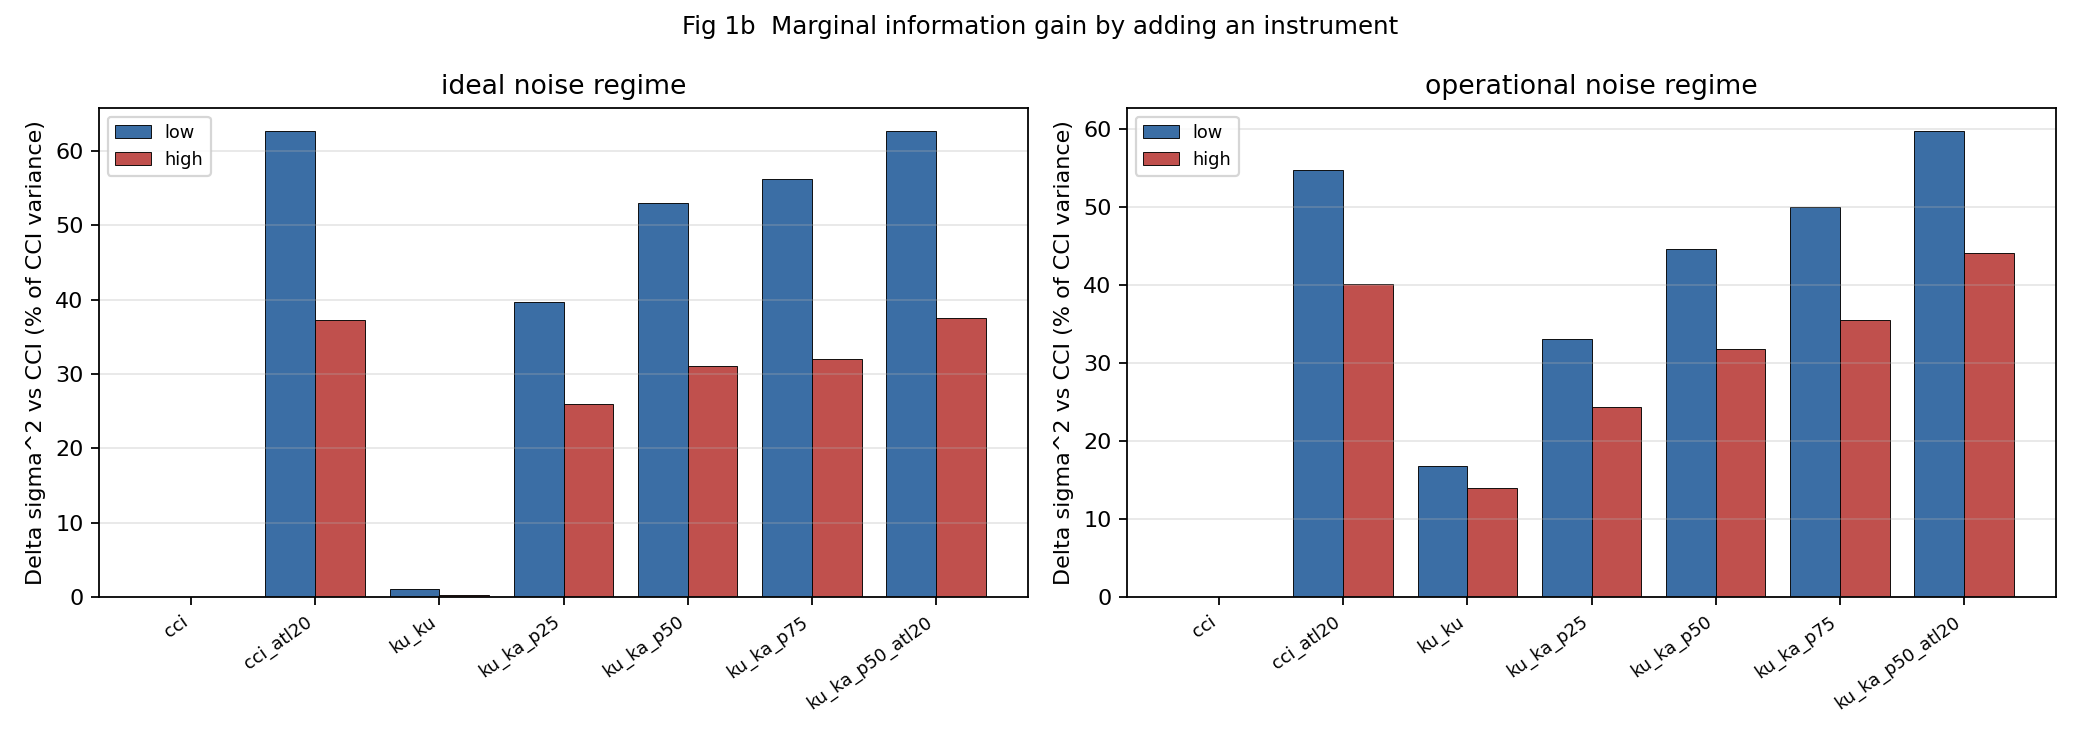 Fig 1b  Marginal information gain by adding an instrument
ideal noise regime
Delta sigma^2 vs CCI (% of CCI variance)
60
50
40
30
20
10
0
low
high
cci
cci_atl20
ku_ku
ku_ka_p25
ku_ka_p50
ku_ka_p75
ku_ka_p50_atl20
operational noise regime
Delta sigma^2 vs CCI (% of CCI variance)
60
50
40
30
20
10
0
low
high
cci
cci_atl20
ku_ku
ku_ka_p25
ku_ka_p50
ku_ka_p75
ku_ka_p50_atl20